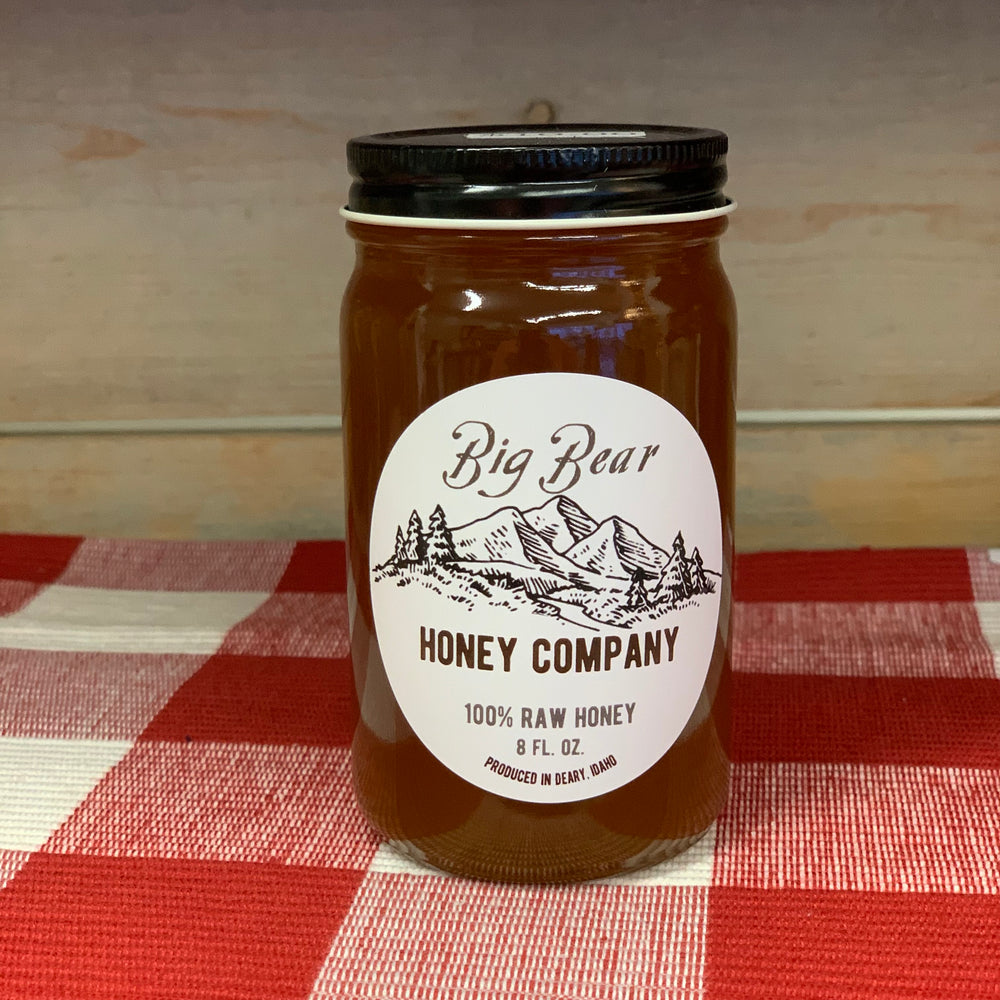 Big Bear
HONEY COMPANY
100% RAW HONEY
8 FL. OZ.
PRODUCED IN DEARY, IDAHO